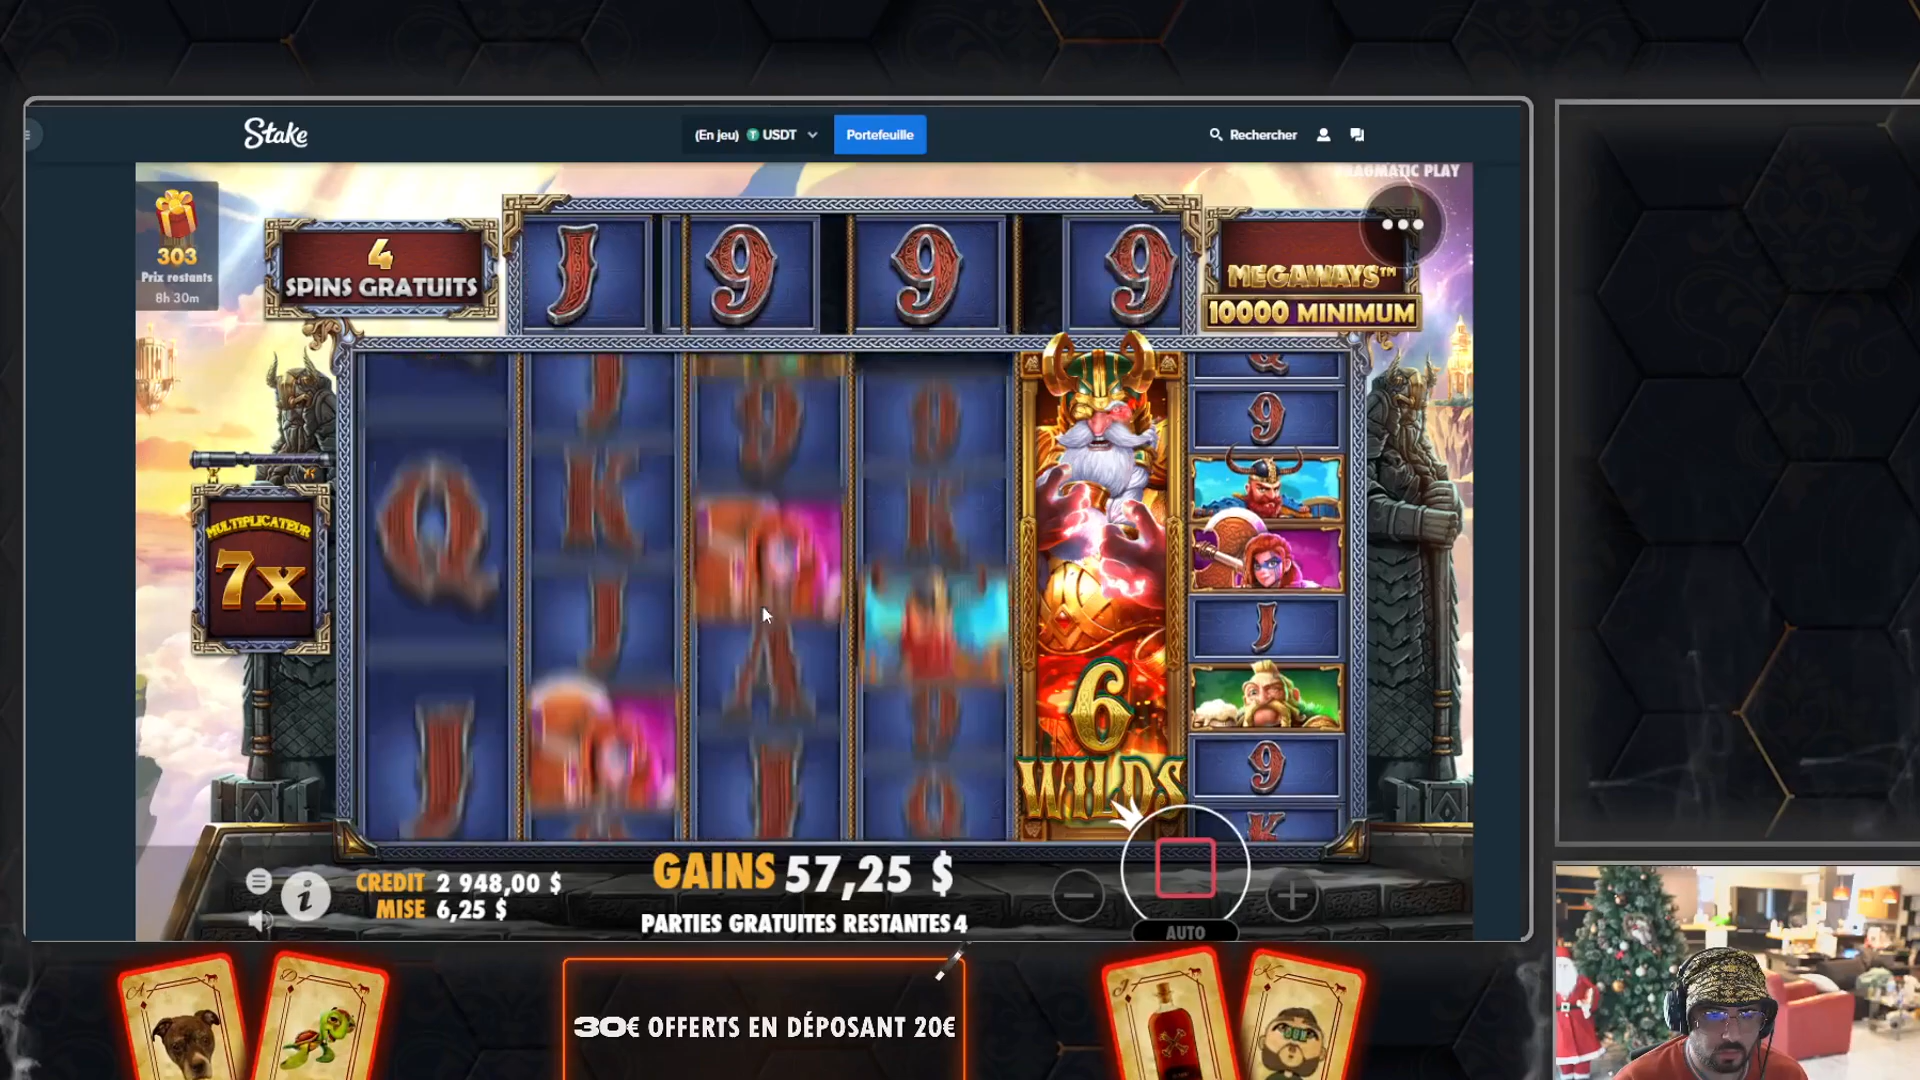 Stake
(En jeu) USDT
Portefeuille
Rechercher
PRAGMATIC PLAY
303
Prix restants
8h 30m
4
SPINS GRATUITS
J
9
9
9
MEGAWAYS™
10000 MINIMUM
MULTIPLICATEUR
7x
Q
J
J
K
J
A
K
6
WILDS
Q
9
J
9
K
CREDIT 2 948,00 $
MISE 6,25 $
GAINS 57,25 $
PARTIES GRATUITES RESTANTES 4
AUTO
A
D
30€ OFFERTS EN DÉPOSANT 20€
J
K